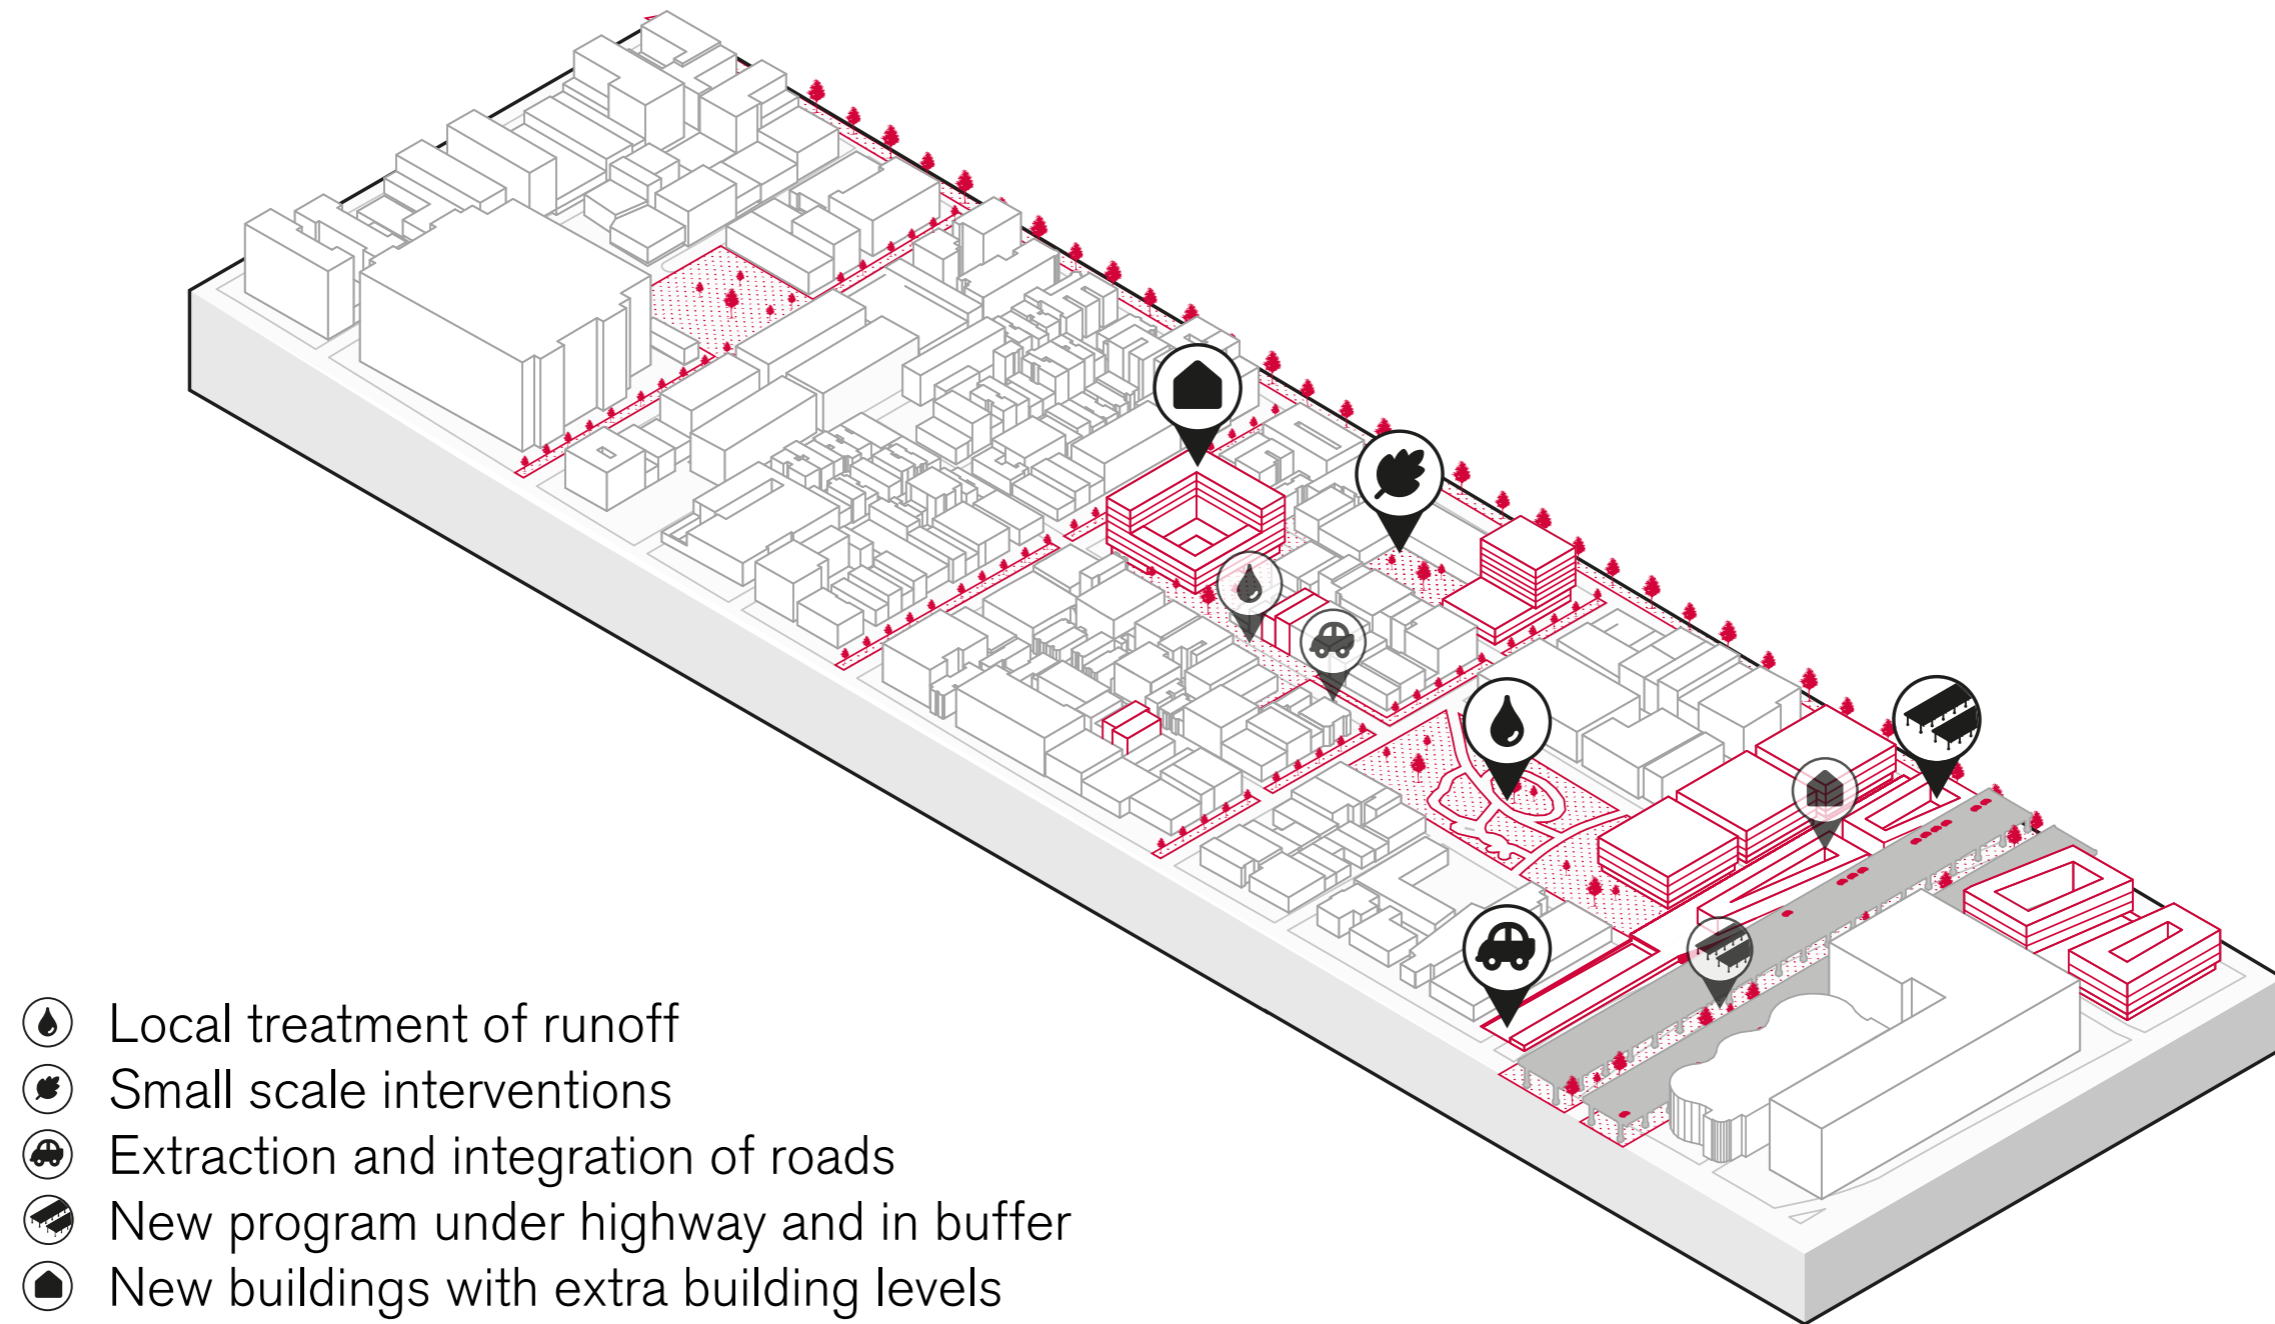 Local treatment of runoff
Small scale interventions
Extraction and integration of roads
New program under highway and in buffer
New buildings with extra building levels